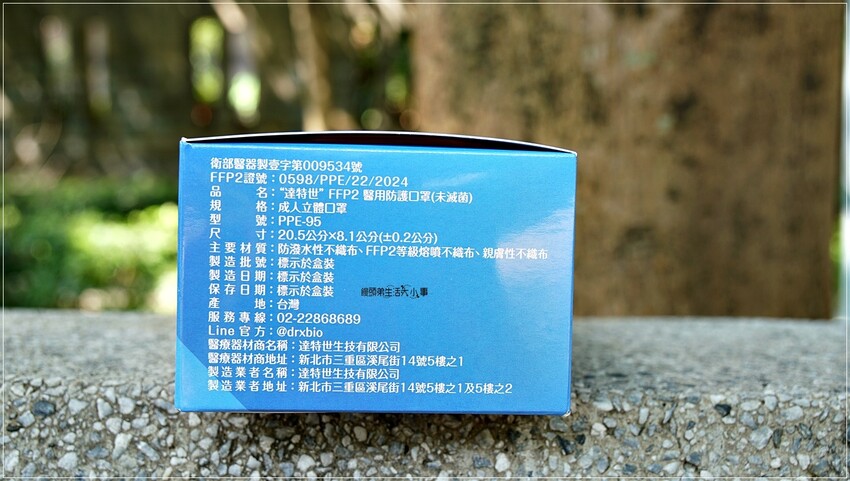 衛部醫器製壹字第009534號
FFP2證號：0598/PPE/22/2024
品名："達特世" FFP2 醫用防護口罩(未滅菌)
規格：成人立體口罩
型號：PPE-95
尺寸：20.5公分×8.1公分(±0.2公分)
主要材質：防潑水性不織布、FFP2等級熔噴不織布、親膚性不織布
製造批號：標示於盒裝
製造日期：標示於盒裝
保存日期：標示於盒裝
饅頭弟生活大小事
產地：台灣
服務專線：02-22868689
Line 官方：@drxbio
醫療器材商名稱：達特世生技有限公司
醫療器材商地址：新北市三重區溪尾街14號5樓之1
製造業者名稱：達特世生技有限公司
製造業者地址：新北市三重區溪尾街14號5樓之1及5樓之2